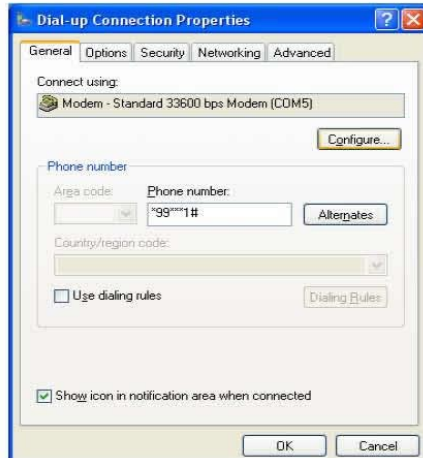 Dial-up Connection Properties
General Options Security Networking Advanced
Connect using:
Modem - Standard 33600 bps Modem (COM5)
Configure...
Phone number
Area code: Phone number:
*99***1# Alternates
Country/region code:
Use dialing rules Dialing Rules
Show icon in notification area when connected
OK Cancel